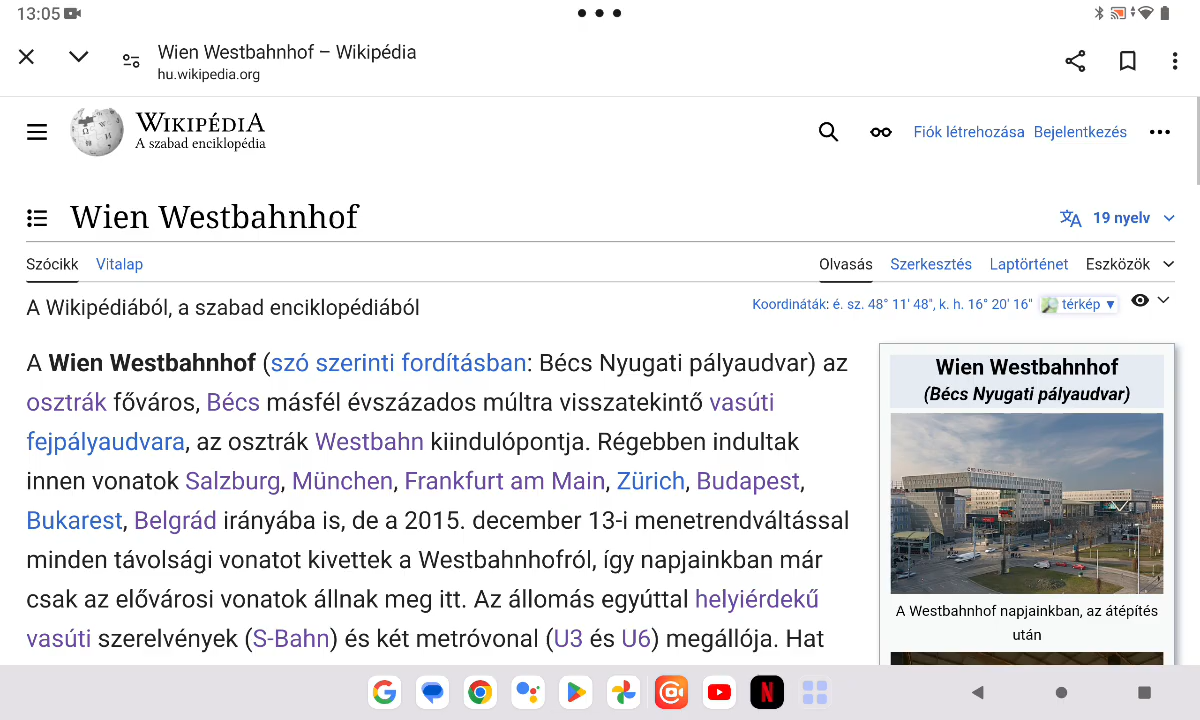 13:05
Wien Westbahnhof – Wikipédia
hu.wikipedia.org
WIKIPÉDIA
A szabad enciklopédia
Fiók létrehozása Bejelentkezés
Wien Westbahnhof
19 nyelv
Szócikk Vitalap
Olvasás Szerkesztés Laptörténet Eszközök
A Wikipédiából, a szabad enciklopédiából
Koordináták: é. sz. 48° 11′ 48″, k. h. 16° 20′ 16″ térkép ▼
A Wien Westbahnhof (szó szerinti fordításban: Bécs Nyugati pályaudvar) az
osztrák főváros, Bécs másfél évszázados múltra visszatekintő vasúti
fejpályaudvara, az osztrák Westbahn kiindulópontja. Régebben indultak
innen vonatok Salzburg, München, Frankfurt am Main, Zürich, Budapest,
Bukarest, Belgrád irányába is, de a 2015. december 13-i menetrendváltással
minden távolsági vonatot kivettek a Westbahnhofról, így napjainkban már
csak az elővárosi vonatok állnak meg itt. Az állomás egyúttal helyiérdekű
vasúti szerelvények (S-Bahn) és két metróvonal (U3 és U6) megállója. Hat
Wien Westbahnhof
(Bécs Nyugati pályaudvar)
A Westbahnhof napjainkban, az átépítés
után